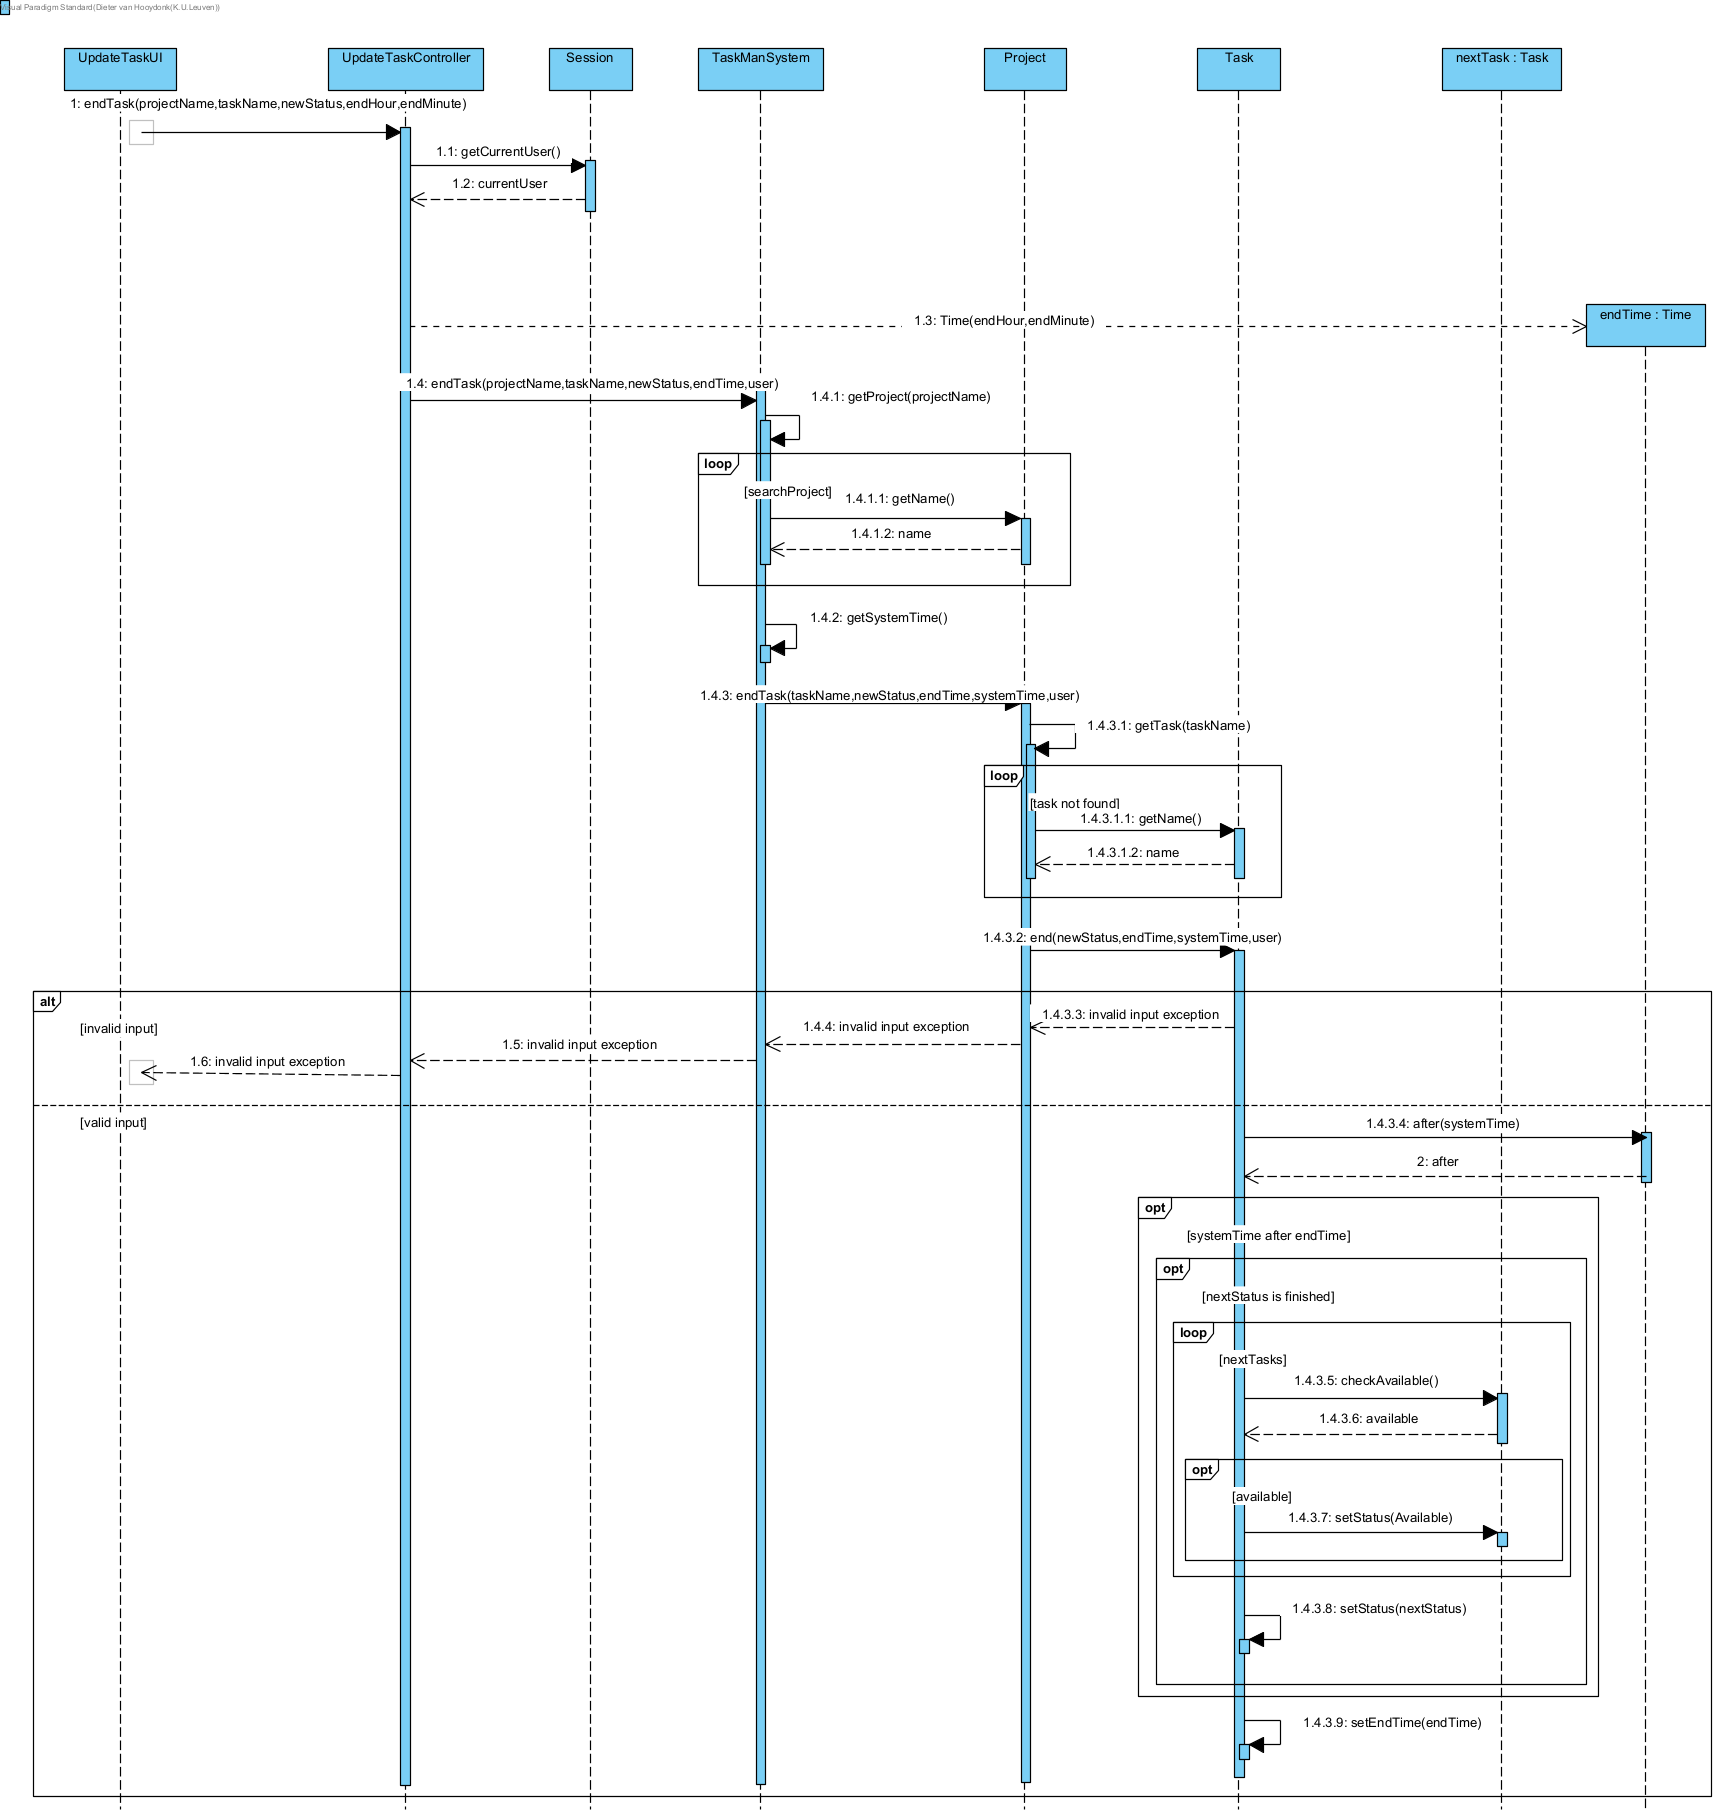 Visual Paradigm Standard(Dieter van Hooydonk(K.U.Leuven))
UpdateTaskUI
UpdateTaskController
Session
TaskManSystem
Project
Task
nextTask : Task
1: endTask(projectName,taskName,newStatus,endHour,endMinute)
1.1: getCurrentUser()
1.2: currentUser
endTime : Time
1.3: Time(endHour,endMinute)
1.4: endTask(projectName,taskName,newStatus,endTime,user)
1.4.1: getProject(projectName)
loop
[searchProject]
1.4.1.1: getName()
1.4.1.2: name
1.4.2: getSystemTime()
1.4.3: endTask(taskName,newStatus,endTime,systemTime,user)
1.4.3.1: getTask(taskName)
loop
[task not found]
1.4.3.1.1: getName()
1.4.3.1.2: name
1.4.3.2: end(newStatus,endTime,systemTime,user)
alt
[invalid input]
1.4.3.3: invalid input exception
1.4.4: invalid input exception
1.5: invalid input exception
1.6: invalid input exception
[valid input]
1.4.3.4: after(systemTime)
2: after
opt
[systemTime after endTime]
opt
[nextStatus is finished]
loop
[nextTasks]
1.4.3.5: checkAvailable()
1.4.3.6: available
opt
[available]
1.4.3.7: setStatus(Available)
1.4.3.8: setStatus(nextStatus)
1.4.3.9: setEndTime(endTime)